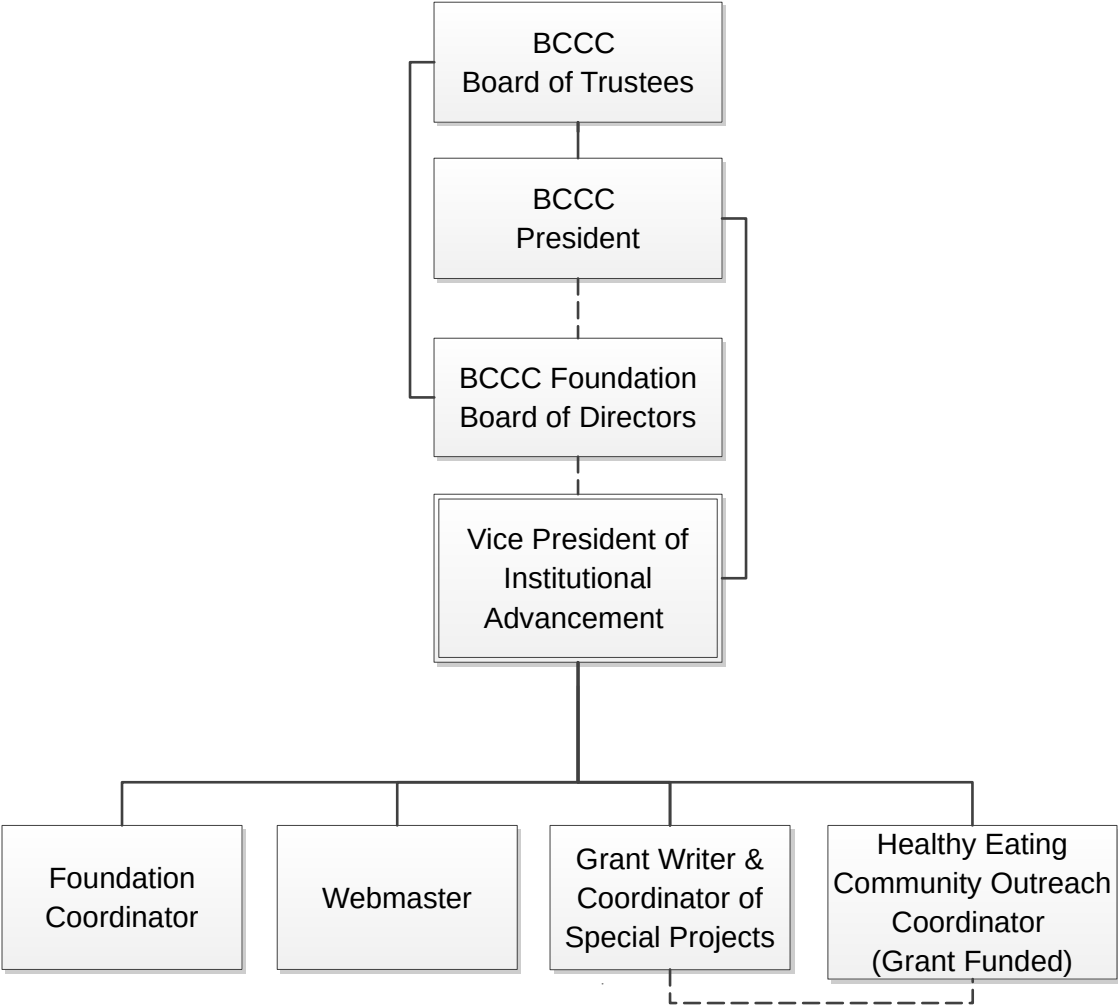 BCCC
Board of Trustees
BCCC
President
BCCC Foundation
Board of Directors
Vice President of
Institutional
Advancement
Foundation
Coordinator
Webmaster
Grant Writer &
Coordinator of
Special Projects
Healthy Eating
Community Outreach
Coordinator
(Grant Funded)